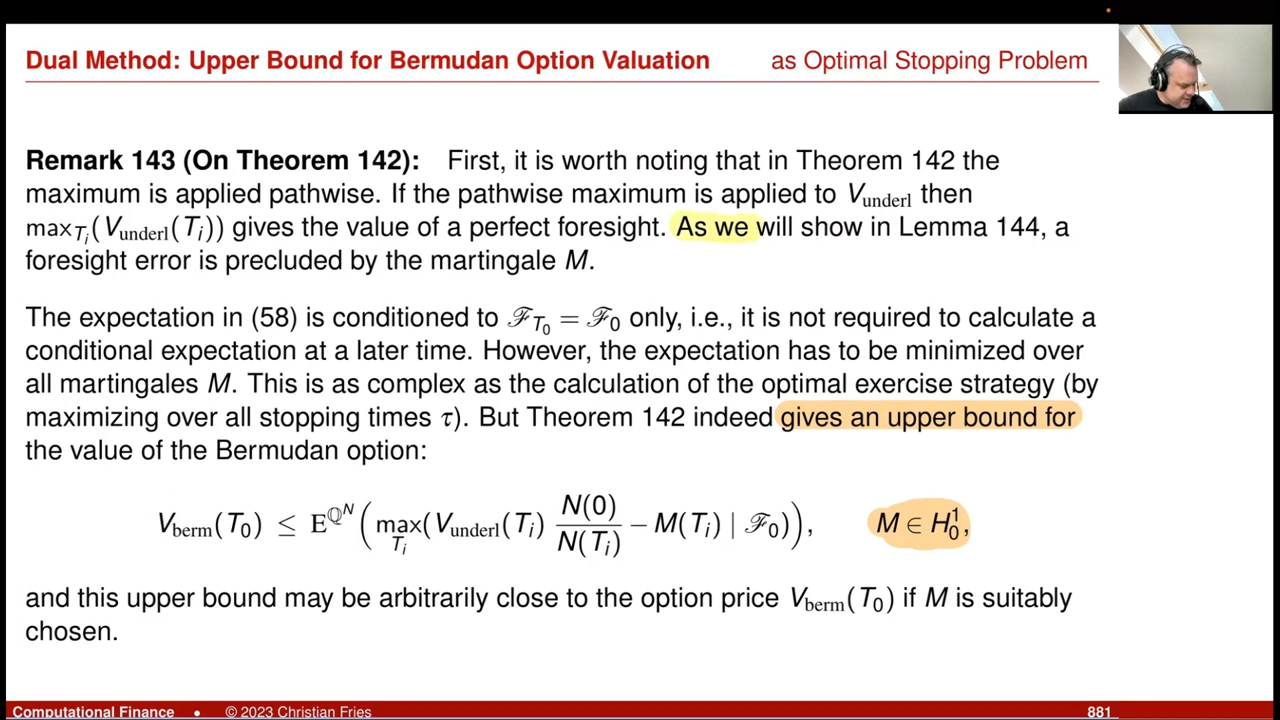 Dual Method: Upper Bound for Bermudan Option Valuation as Optimal Stopping Problem
Remark 143 (On Theorem 142): First, it is worth noting that in Theorem 142 the
maximum is applied pathwise. If the pathwise maximum is applied to V_underl then
max_{T_i}(V_underl(T_i)) gives the value of a perfect foresight. As we will show in Lemma 144, a
foresight error is precluded by the martingale M.
The expectation in (58) is conditioned to ℱ_{T_0} = ℱ_0 only, i.e., it is not required to calculate a
conditional expectation at a later time. However, the expectation has to be minimized over
all martingales M. This is as complex as the calculation of the optimal exercise strategy (by
maximizing over all stopping times τ). But Theorem 142 indeed gives an upper bound for
the value of the Bermudan option:
V_berm(T_0) ≤ E^{ℚ^N}( max_{T_i}(V_underl(T_i) N(0)/N(T_i) − M(T_i) | ℱ_0) ), M ∈ H_0^1,
and this upper bound may be arbitrarily close to the option price V_berm(T_0) if M is suitably
chosen.
Computational Finance • © 2023 Christian Fries 881